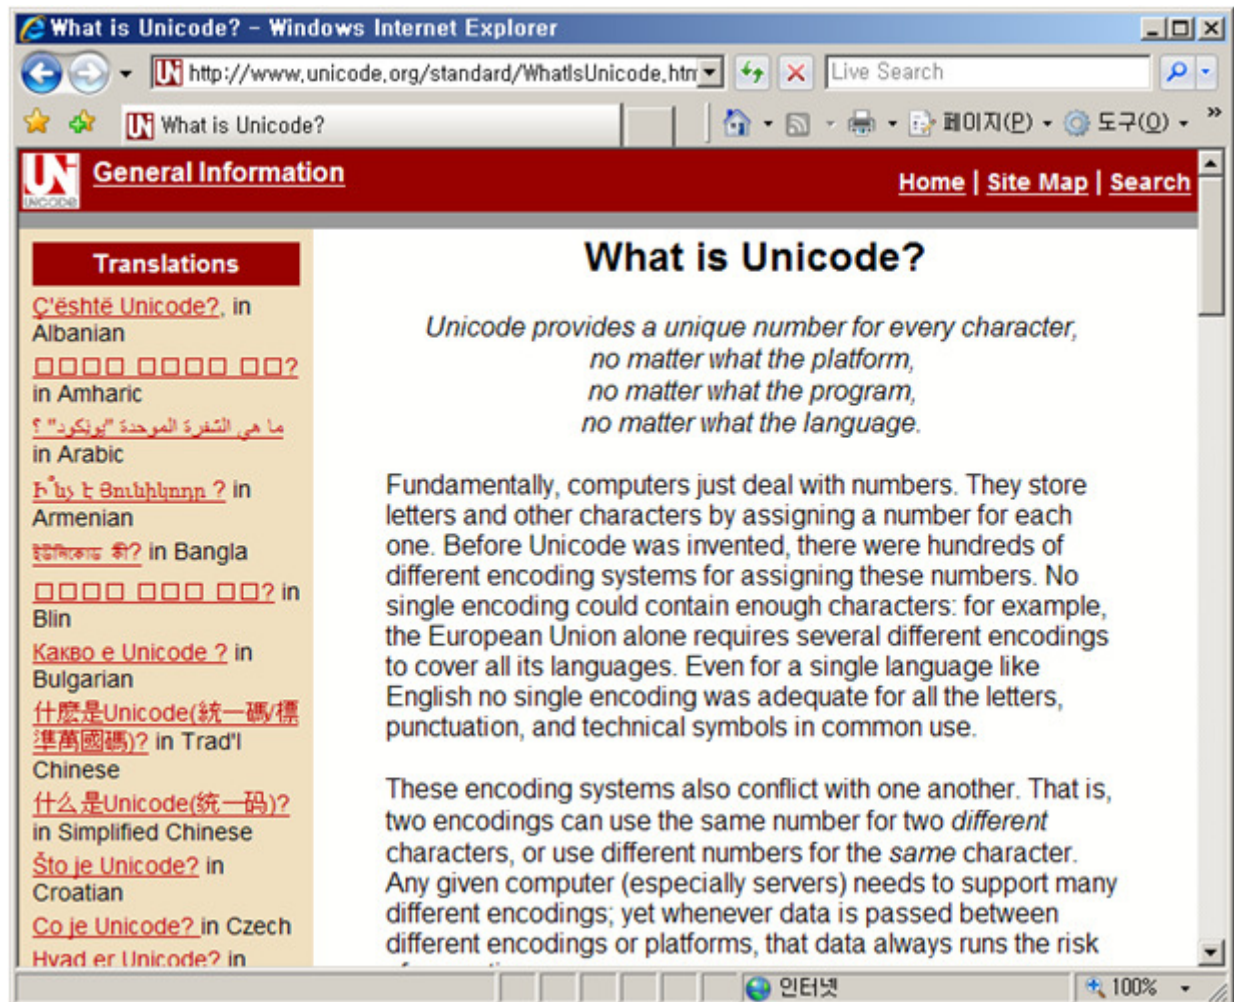 What is Unicode? - Windows Internet Explorer
http://www.unicode.org/standard/WhatIsUnicode.htm
Live Search
What is Unicode?
페이지(P)
도구(O)
»
UNICODE
General Information
Home | Site Map | Search
Translations
Ç'është Unicode?, in
Albanian
in Amharic
ما هي الشفرة الموحدة "يونِكود" ؟
in Arabic
Ի՞նչ է Յունիկոդը ? in
Armenian
ইউনিকোড কী? in Bangla
in
Blin
Какво е Unicode ? in
Bulgarian
什麽是Unicode(統一碼/標
準萬國碼)? in Trad'l
Chinese
什么是Unicode(统一码)?
in Simplified Chinese
Što je Unicode? in
Croatian
Co je Unicode? in Czech
Hvad er Unicode? in
What is Unicode?
Unicode provides a unique number for every character,
no matter what the platform,
no matter what the program,
no matter what the language.
Fundamentally, computers just deal with numbers. They store
letters and other characters by assigning a number for each
one. Before Unicode was invented, there were hundreds of
different encoding systems for assigning these numbers. No
single encoding could contain enough characters: for example,
the European Union alone requires several different encodings
to cover all its languages. Even for a single language like
English no single encoding was adequate for all the letters,
punctuation, and technical symbols in common use.
These encoding systems also conflict with one another. That is,
two encodings can use the same number for two different
characters, or use different numbers for the same character.
Any given computer (especially servers) needs to support many
different encodings; yet whenever data is passed between
different encodings or platforms, that data always runs the risk
인터넷
100%